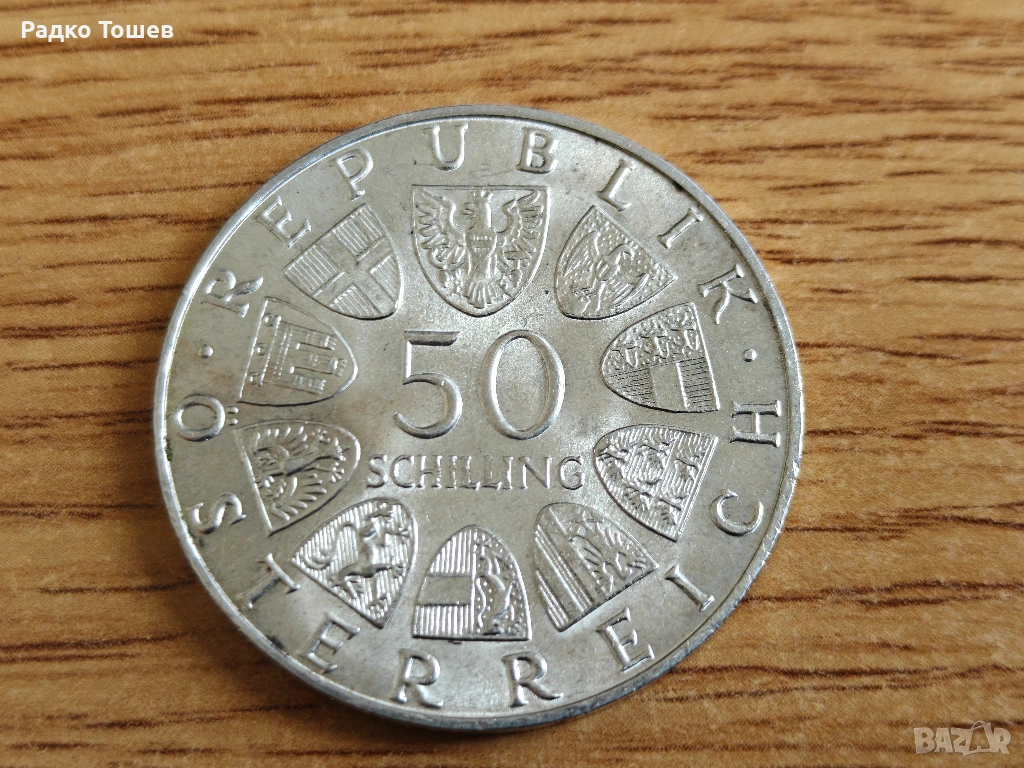 Радко Тошев
REPUBLIK
50
SCHILLING
ÖSTERREICH
BAZAR